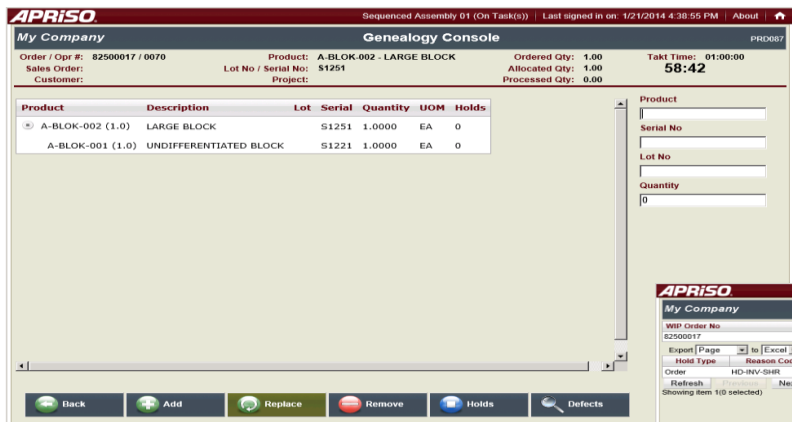 APRiSO.
Sequenced Assembly 01 (On Task(s)) | Last signed in on: 1/21/2014 4:38:55 PM | About
My Company Genealogy Console PRD087
Order / Opr #: 82500017 / 0070 Product: A-BLOK-002 - LARGE BLOCK Ordered Qty: 1.00 Takt Time: 01:00:00
Sales Order: Lot No / Serial No: S1251 Allocated Qty: 1.00 58:42
Customer: Project: Processed Qty: 0.00
Product Description Lot Serial Quantity UOM Holds
A-BLOK-002 (1.0) LARGE BLOCK S1251 1.0000 EA 0
A-BLOK-001 (1.0) UNDIFFERENTIATED BLOCK S1221 1.0000 EA 0
Product
Serial No
Lot No
Quantity
0
Back Add Replace Remove Holds Defects
APRiSO.
My Company
WIP Order No
82500017
Export Page to Excel
Hold Type Reason Cod
Order HD-INV-SHR
Refresh Previous Ne
Showing item 1(0 selected)